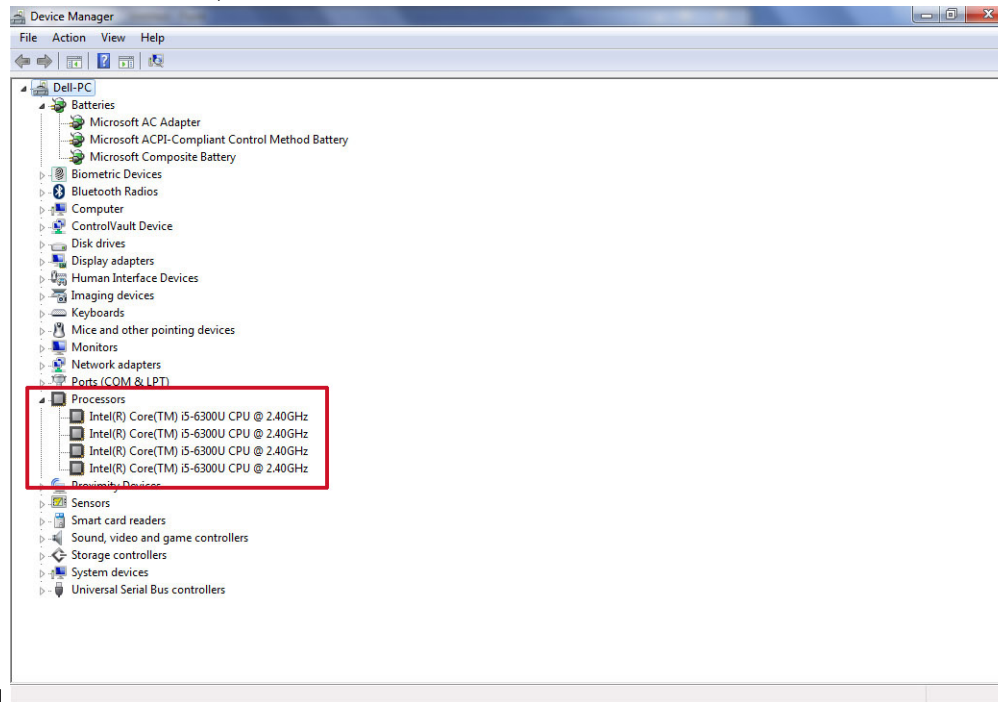 Device Manager
File Action View Help
Dell-PC
Batteries
Microsoft AC Adapter
Microsoft ACPI-Compliant Control Method Battery
Microsoft Composite Battery
Biometric Devices
Bluetooth Radios
Computer
ControlVault Device
Disk drives
Display adapters
Human Interface Devices
Imaging devices
Keyboards
Mice and other pointing devices
Monitors
Network adapters
Ports (COM & LPT)
Processors
Intel(R) Core(TM) i5-6300U CPU @ 2.40GHz
Intel(R) Core(TM) i5-6300U CPU @ 2.40GHz
Intel(R) Core(TM) i5-6300U CPU @ 2.40GHz
Intel(R) Core(TM) i5-6300U CPU @ 2.40GHz
Proximity Devices
Sensors
Smart card readers
Sound, video and game controllers
Storage controllers
System devices
Universal Serial Bus controllers